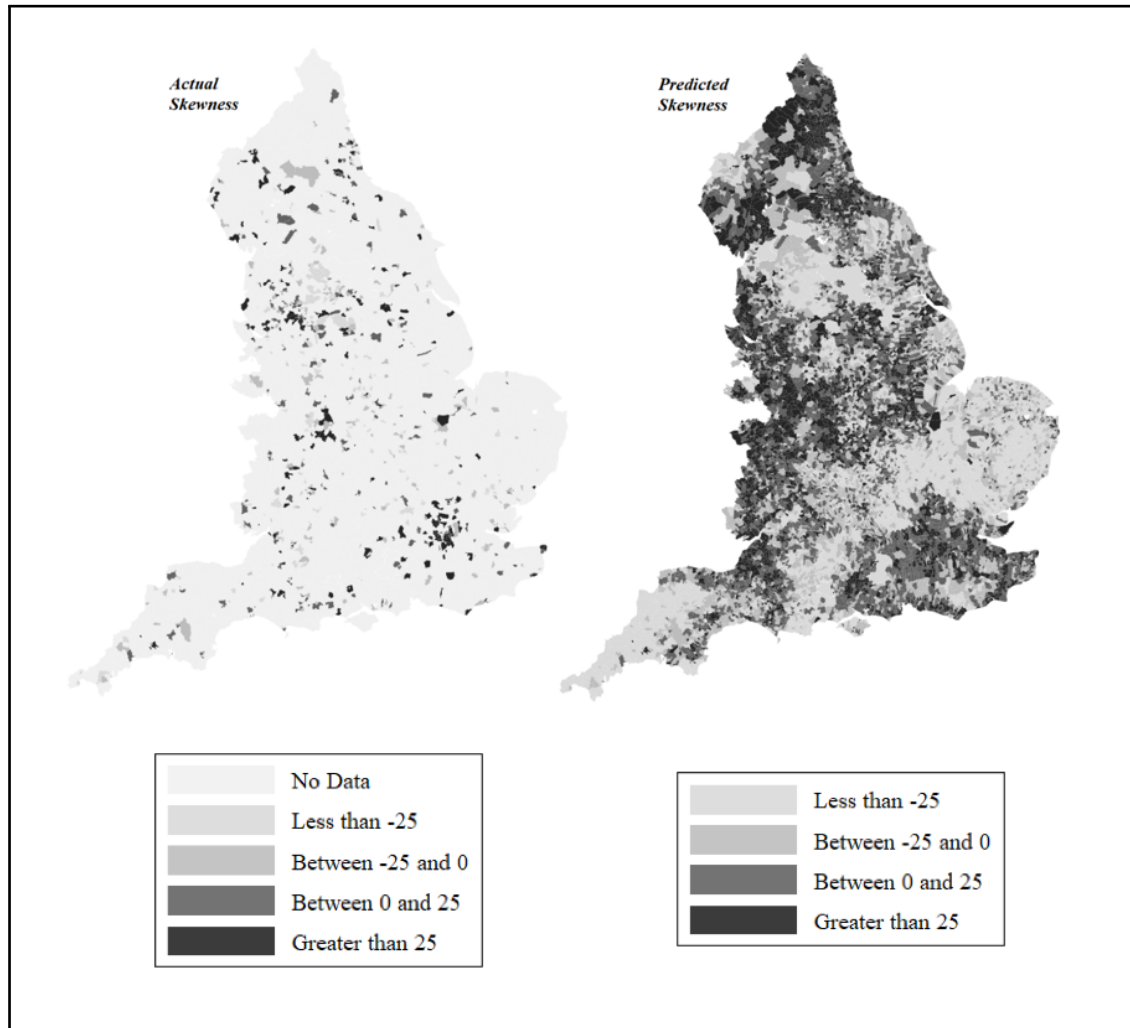 Actual
Skewness
Predicted
Skewness
No Data
Less than -25
Between -25 and 0
Between 0 and 25
Greater than 25
Less than -25
Between -25 and 0
Between 0 and 25
Greater than 25